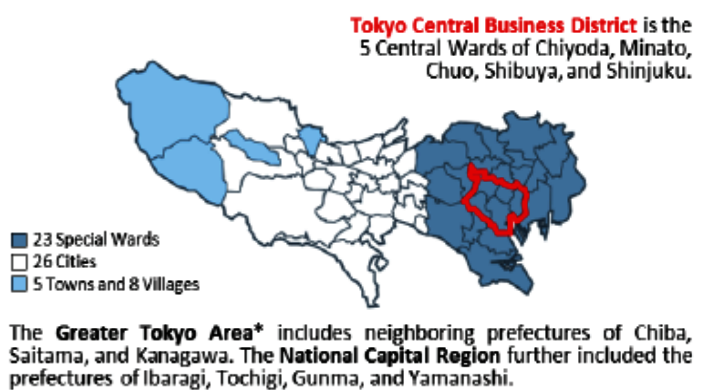 Tokyo Central Business District is the
5 Central Wards of Chiyoda, Minato,
Chuo, Shibuya, and Shinjuku.
23 Special Wards
26 Cities
5 Towns and 8 Villages
The Greater Tokyo Area* includes neighboring prefectures of Chiba,
Saitama, and Kanagawa. The National Capital Region further included the
prefectures of Ibaragi, Tochigi, Gunma, and Yamanashi.